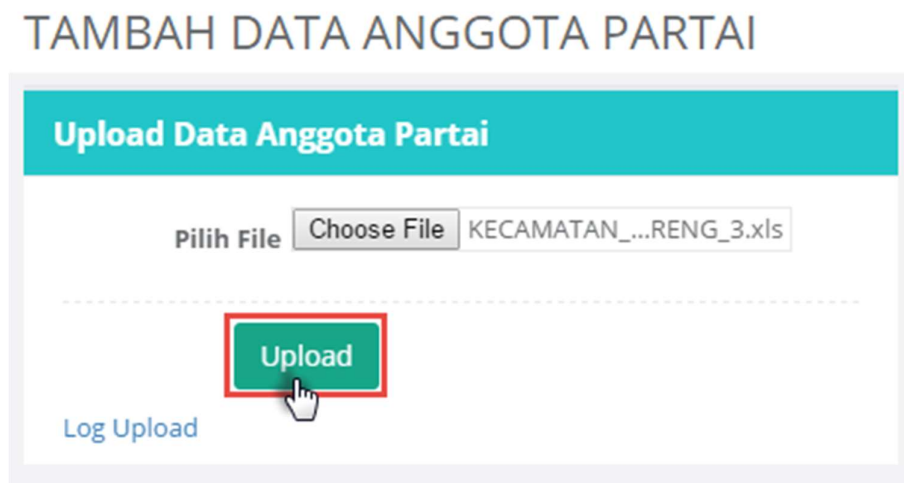 TAMBAH DATA ANGGOTA PARTAI
Upload Data Anggota Partai
Pilih File Choose File KECAMATAN_...RENG_3.xls
Upload
Log Upload